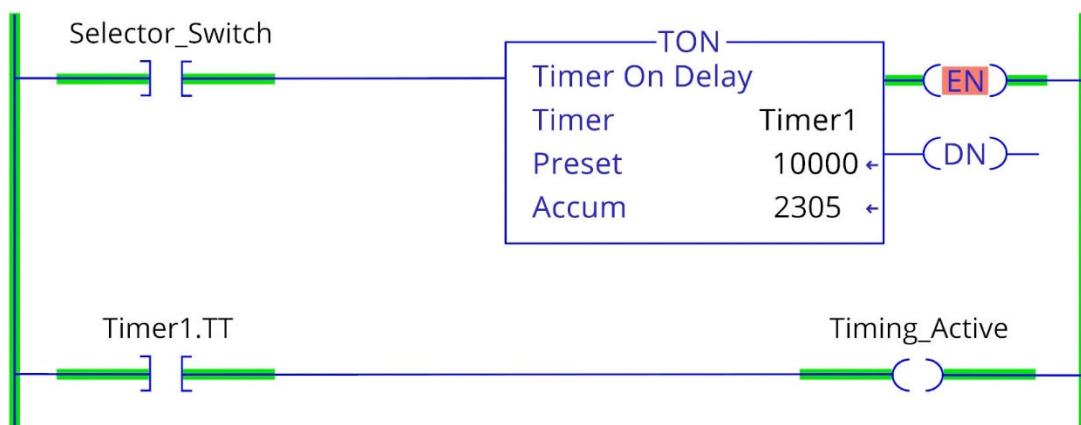 Selector_Switch
TON
Timer On Delay
EN
Timer Timer1
DN
Preset 10000
Accum 2305
Timer1.TT
Timing_Active